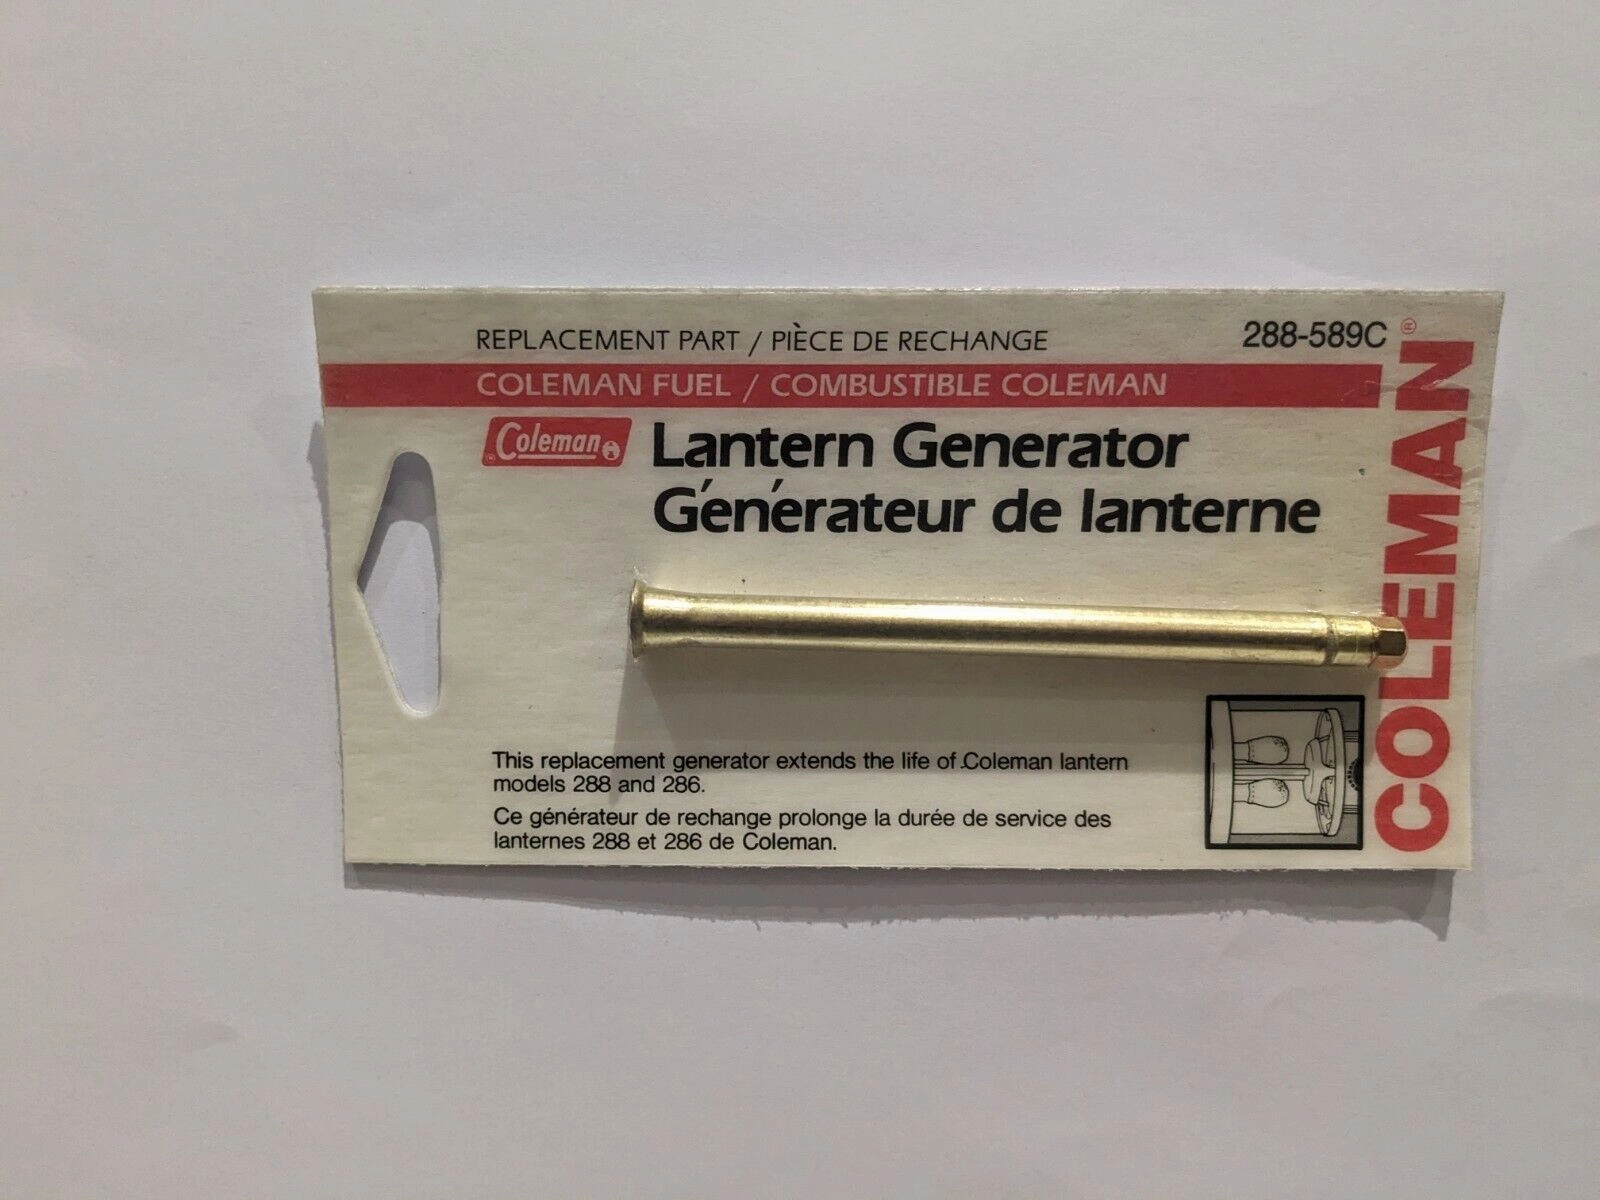 REPLACEMENT PART / PIÈCE DE RECHANGE
288-589C
COLEMAN FUEL / COMBUSTIBLE COLEMAN
Coleman
Lantern Generator
Générateur de lanterne
This replacement generator extends the life of Coleman lantern
models 288 and 286.
Ce générateur de rechange prolonge la durée de service des
lanternes 288 et 286 de Coleman.
COLEMAN®